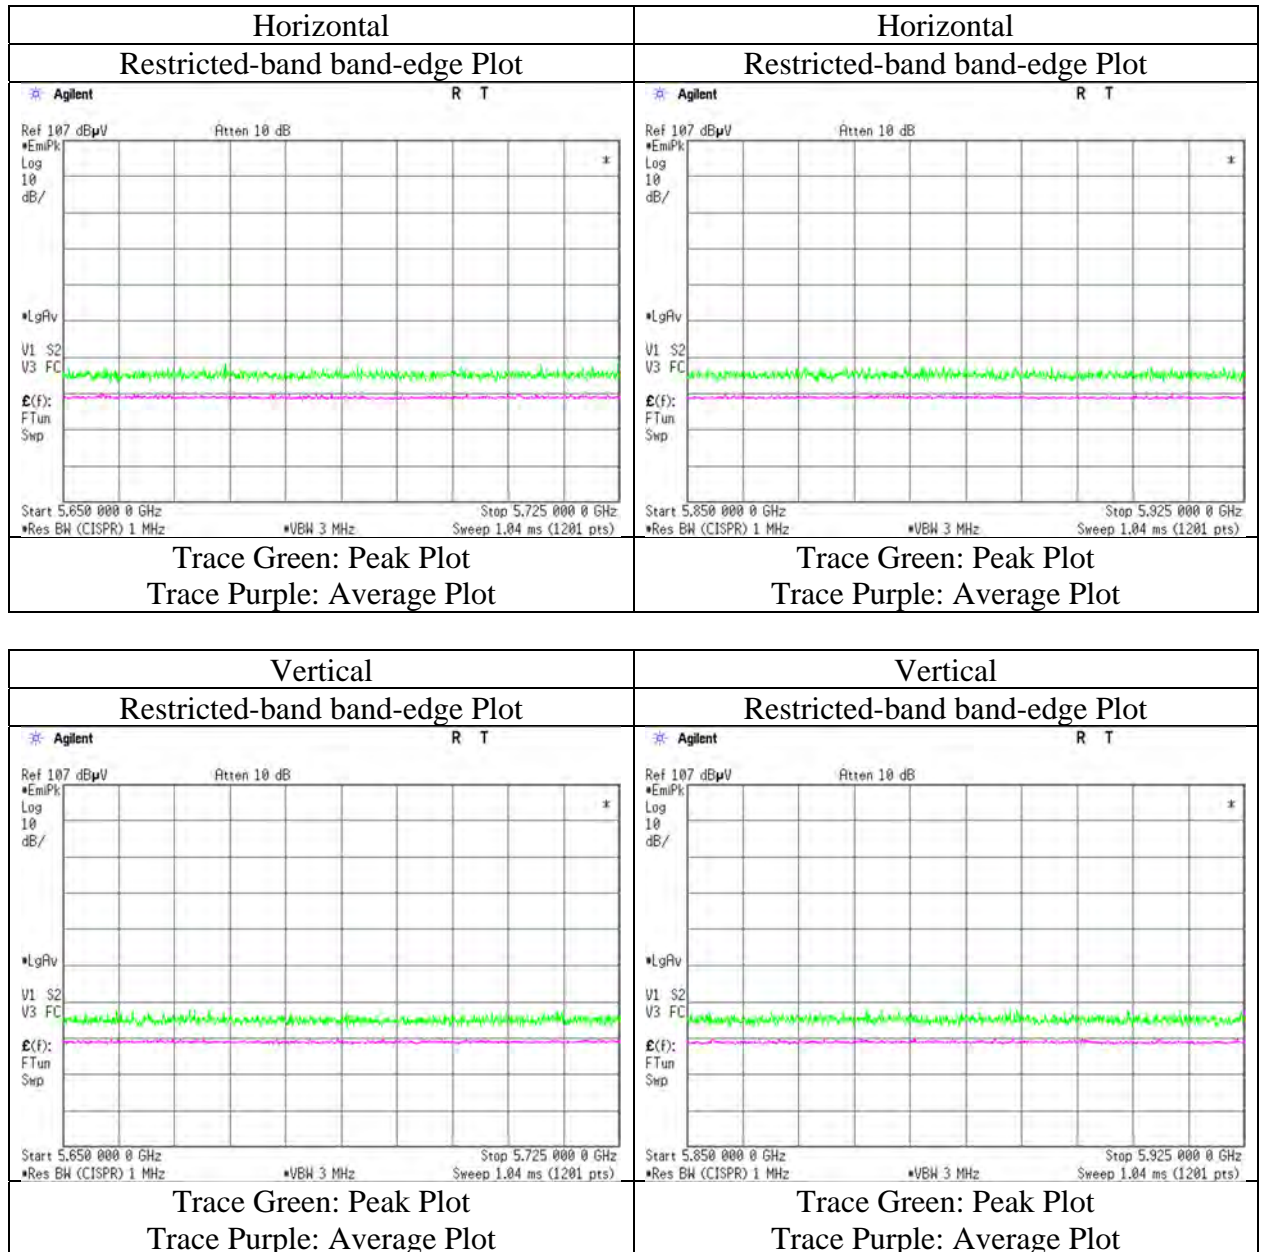 Horizontal
Restricted-band band-edge Plot
Agilent R T
Ref 107 dBµV Atten 10 dB
*EmiPk
Log
10
dB/
*
*LgAv
V1 S2
V3 FC
£(f):
FTun
Swp
Start 5.650 000 0 GHz Stop 5.725 000 0 GHz
*Res BW (CISPR) 1 MHz *VBW 3 MHz Sweep 1.04 ms (1201 pts)
Trace Green: Peak Plot
Trace Purple: Average Plot
Horizontal
Restricted-band band-edge Plot
Agilent R T
Ref 107 dBµV Atten 10 dB
*EmiPk
Log
10
dB/
*
*LgAv
V1 S2
V3 FC
£(f):
FTun
Swp
Start 5.850 000 0 GHz Stop 5.925 000 0 GHz
*Res BW (CISPR) 1 MHz *VBW 3 MHz Sweep 1.04 ms (1201 pts)
Trace Green: Peak Plot
Trace Purple: Average Plot
Vertical
Restricted-band band-edge Plot
Agilent R T
Ref 107 dBµV Atten 10 dB
*EmiPk
Log
10
dB/
*
*LgAv
V1 S2
V3 FC
£(f):
FTun
Swp
Start 5.650 000 0 GHz Stop 5.725 000 0 GHz
*Res BW (CISPR) 1 MHz *VBW 3 MHz Sweep 1.04 ms (1201 pts)
Trace Green: Peak Plot
Trace Purple: Average Plot
Vertical
Restricted-band band-edge Plot
Agilent R T
Ref 107 dBµV Atten 10 dB
*EmiPk
Log
10
dB/
*
*LgAv
V1 S2
V3 FC
£(f):
FTun
Swp
Start 5.850 000 0 GHz Stop 5.925 000 0 GHz
*Res BW (CISPR) 1 MHz *VBW 3 MHz Sweep 1.04 ms (1201 pts)
Trace Green: Peak Plot
Trace Purple: Average Plot